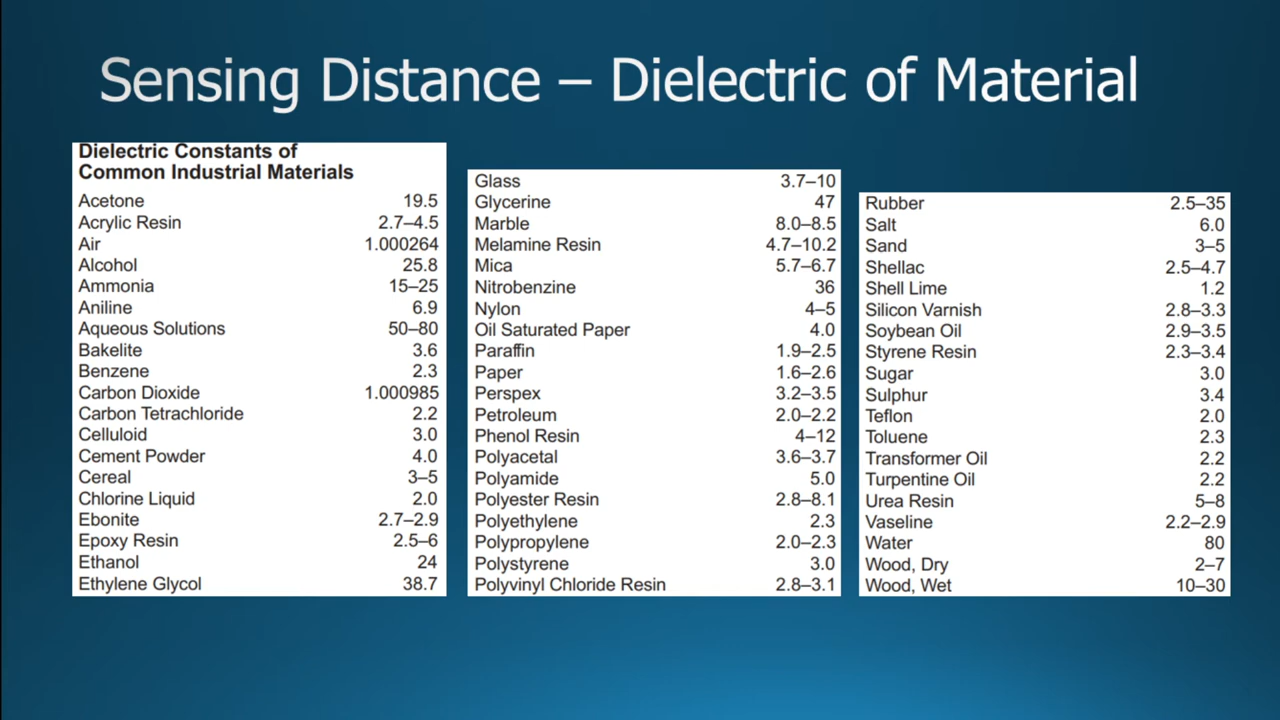 Sensing Distance – Dielectric of Material
Dielectric Constants of
Common Industrial Materials
Acetone 19.5
Acrylic Resin 2.7–4.5
Air 1.000264
Alcohol 25.8
Ammonia 15–25
Aniline 6.9
Aqueous Solutions 50–80
Bakelite 3.6
Benzene 2.3
Carbon Dioxide 1.000985
Carbon Tetrachloride 2.2
Celluloid 3.0
Cement Powder 4.0
Cereal 3–5
Chlorine Liquid 2.0
Ebonite 2.7–2.9
Epoxy Resin 2.5–6
Ethanol 24
Ethylene Glycol 38.7
Glass 3.7–10
Glycerine 47
Marble 8.0–8.5
Melamine Resin 4.7–10.2
Mica 5.7–6.7
Nitrobenzine 36
Nylon 4–5
Oil Saturated Paper 4.0
Paraffin 1.9–2.5
Paper 1.6–2.6
Perspex 3.2–3.5
Petroleum 2.0–2.2
Phenol Resin 4–12
Polyacetal 3.6–3.7
Polyamide 5.0
Polyester Resin 2.8–8.1
Polyethylene 2.3
Polypropylene 2.0–2.3
Polystyrene 3.0
Polyvinyl Chloride Resin 2.8–3.1
Rubber 2.5–35
Salt 6.0
Sand 3–5
Shellac 2.5–4.7
Shell Lime 1.2
Silicon Varnish 2.8–3.3
Soybean Oil 2.9–3.5
Styrene Resin 2.3–3.4
Sugar 3.0
Sulphur 3.4
Teflon 2.0
Toluene 2.3
Transformer Oil 2.2
Turpentine Oil 2.2
Urea Resin 5–8
Vaseline 2.2–2.9
Water 80
Wood, Dry 2–7
Wood, Wet 10–30